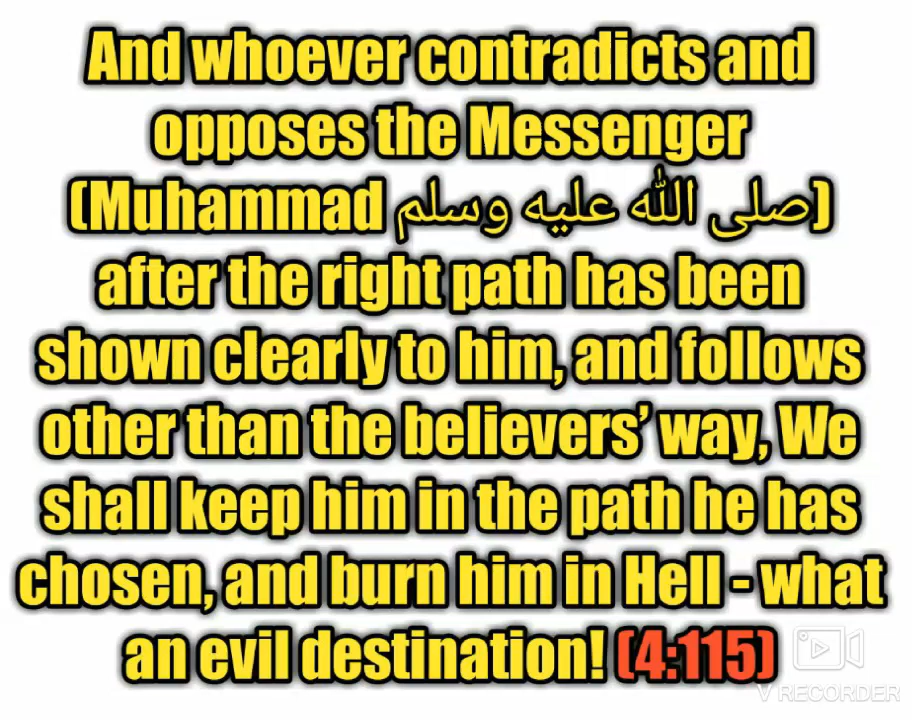 And whoever contradicts and
opposes the Messenger
(Muhammad صلى الله عليه وسلم)
after the right path has been
shown clearly to him, and follows
other than the believers’ way, We
shall keep him in the path he has
chosen, and burn him in Hell - what
an evil destination! (4:115)
V RECORDER